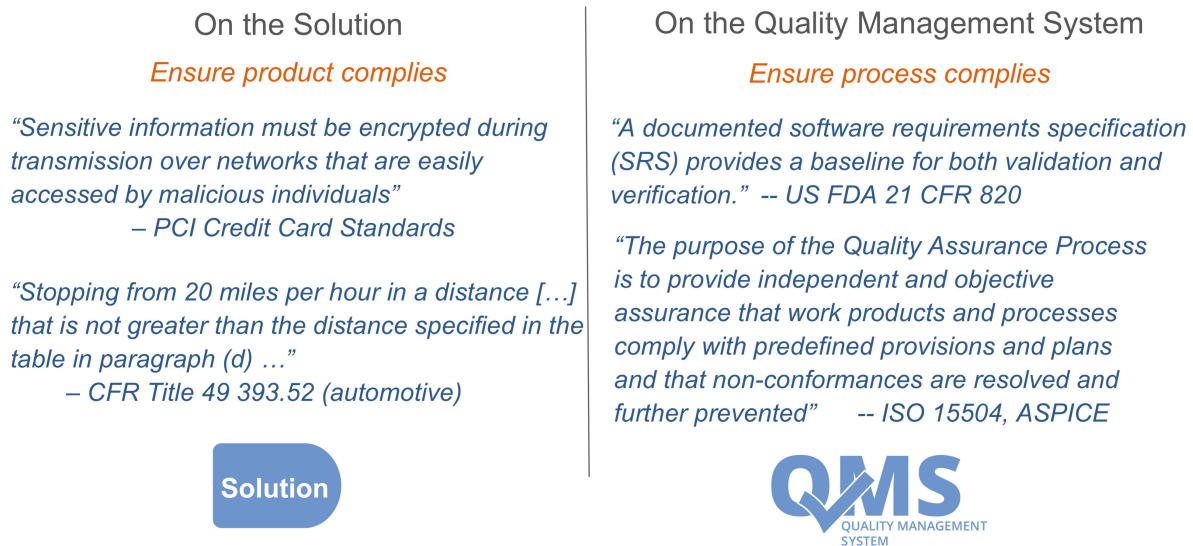 On the Solution
Ensure product complies
“Sensitive information must be encrypted during
transmission over networks that are easily
accessed by malicious individuals”
– PCI Credit Card Standards
“Stopping from 20 miles per hour in a distance […]
that is not greater than the distance specified in the
table in paragraph (d) …”
– CFR Title 49 393.52 (automotive)
Solution
On the Quality Management System
Ensure process complies
“A documented software requirements specification
(SRS) provides a baseline for both validation and
verification.”  -- US FDA 21 CFR 820
“The purpose of the Quality Assurance Process
is to provide independent and objective
assurance that work products and processes
comply with predefined provisions and plans
and that non-conformances are resolved and
further prevented”      -- ISO 15504, ASPICE
QMS
QUALITY MANAGEMENT
SYSTEM